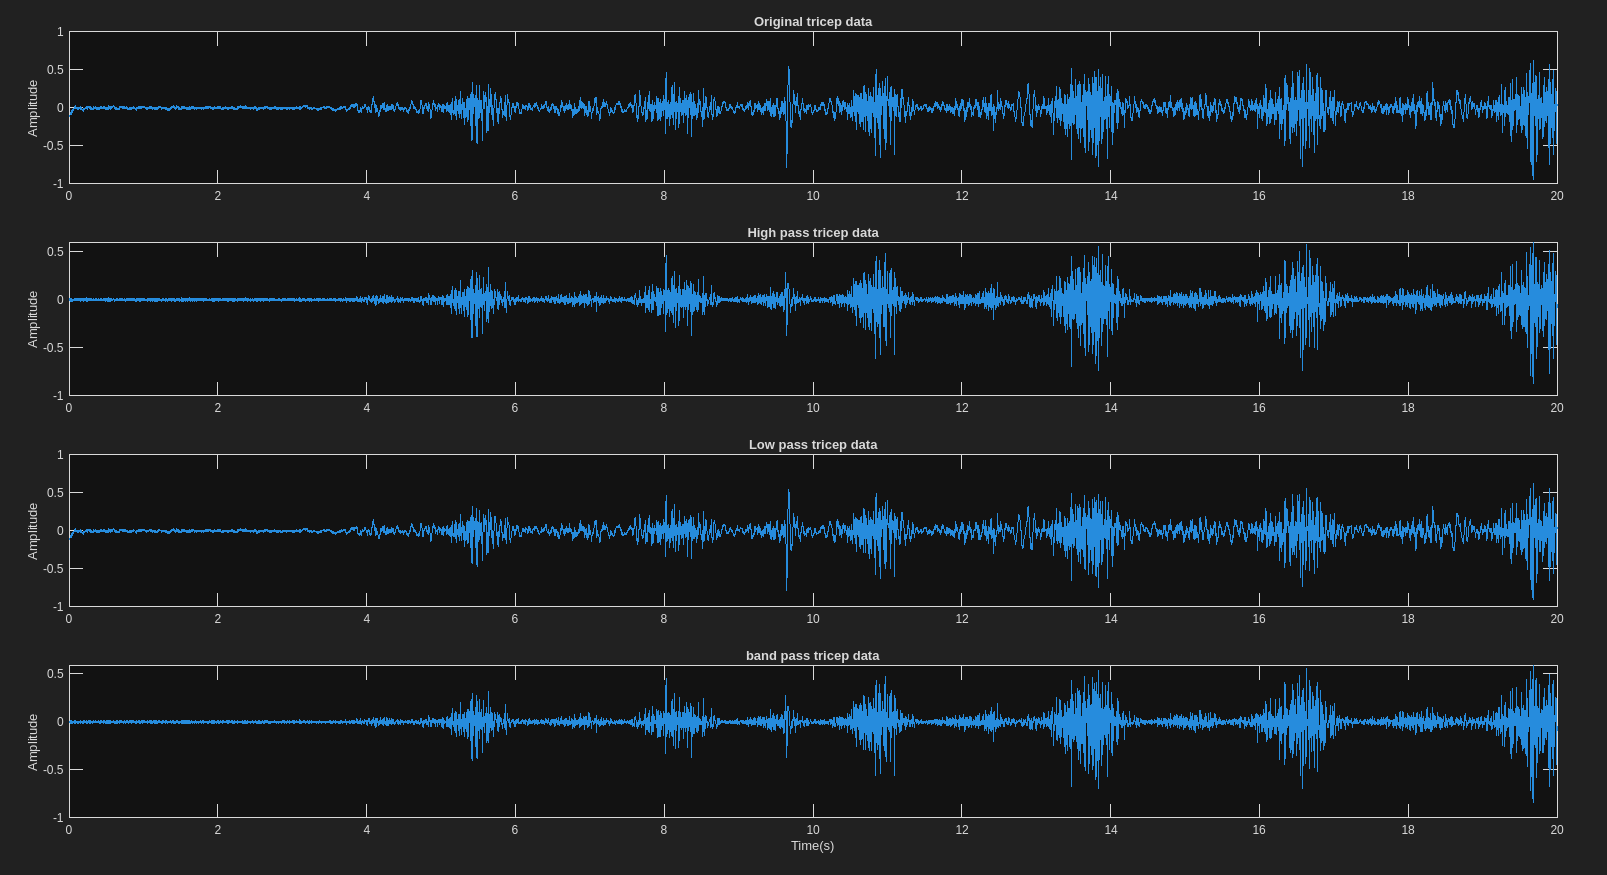 Original tricep data
1
0.5
0
-0.5
-1
Amplitude
0 2 4 6 8 10 12 14 16 18 20
High pass tricep data
0.5
0
-0.5
-1
Amplitude
0 2 4 6 8 10 12 14 16 18 20
Low pass tricep data
1
0.5
0
-0.5
-1
Amplitude
0 2 4 6 8 10 12 14 16 18 20
band pass tricep data
0.5
0
-0.5
-1
Amplitude
0 2 4 6 8 10 12 14 16 18 20
Time(s)